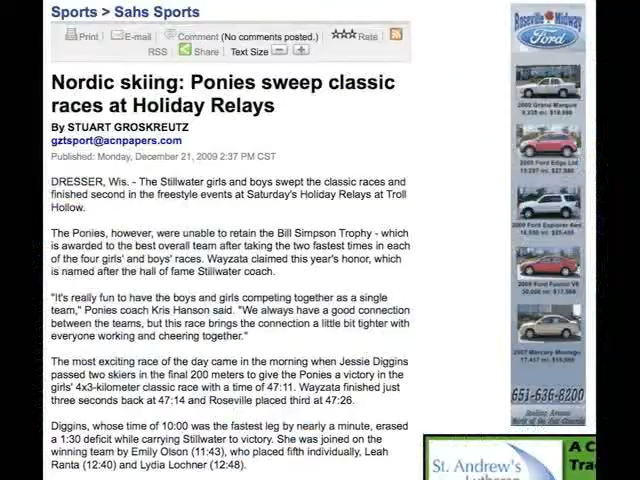 Sports > Sahs Sports
Print E-mail Comment (No comments posted.) Rate
RSS Share Text Size
Nordic skiing: Ponies sweep classic
races at Holiday Relays
By STUART GROSKREUTZ
gztsport@acnpapers.com
Published: Monday, December 21, 2009 2:37 PM CST
DRESSER, Wis. - The Stillwater girls and boys swept the classic races and
finished second in the freestyle events at Saturday's Holiday Relays at Troll
Hollow.
The Ponies, however, were unable to retain the Bill Simpson Trophy - which
is awarded to the best overall team after taking the two fastest times in each
of the four girls' and boys' races. Wayzata claimed this year's honor, which
is named after the hall of fame Stillwater coach.
"It's really fun to have the boys and girls competing together as a single
team," Ponies coach Kris Hanson said. "We always have a good connection
between the teams, but this race brings the connection a little bit tighter with
everyone working and cheering together."
The most exciting race of the day came in the morning when Jessie Diggins
passed two skiers in the final 200 meters to give the Ponies a victory in the
girls' 4x3-kilometer classic race with a time of 47:11. Wayzata finished just
three seconds back at 47:14 and Roseville placed third at 47:26.
Diggins, whose time of 10:00 was the fastest leg by nearly a minute, erased
a 1:30 deficit while carrying Stillwater to victory. She was joined on the
winning team by Emily Olson (11:43), who placed fifth individually, Leah
Ranta (12:40) and Lydia Lochner (12:48).
Roseville Midway
Ford
651-636-8200
St. Andrew's
Lutheran
A C
Tra